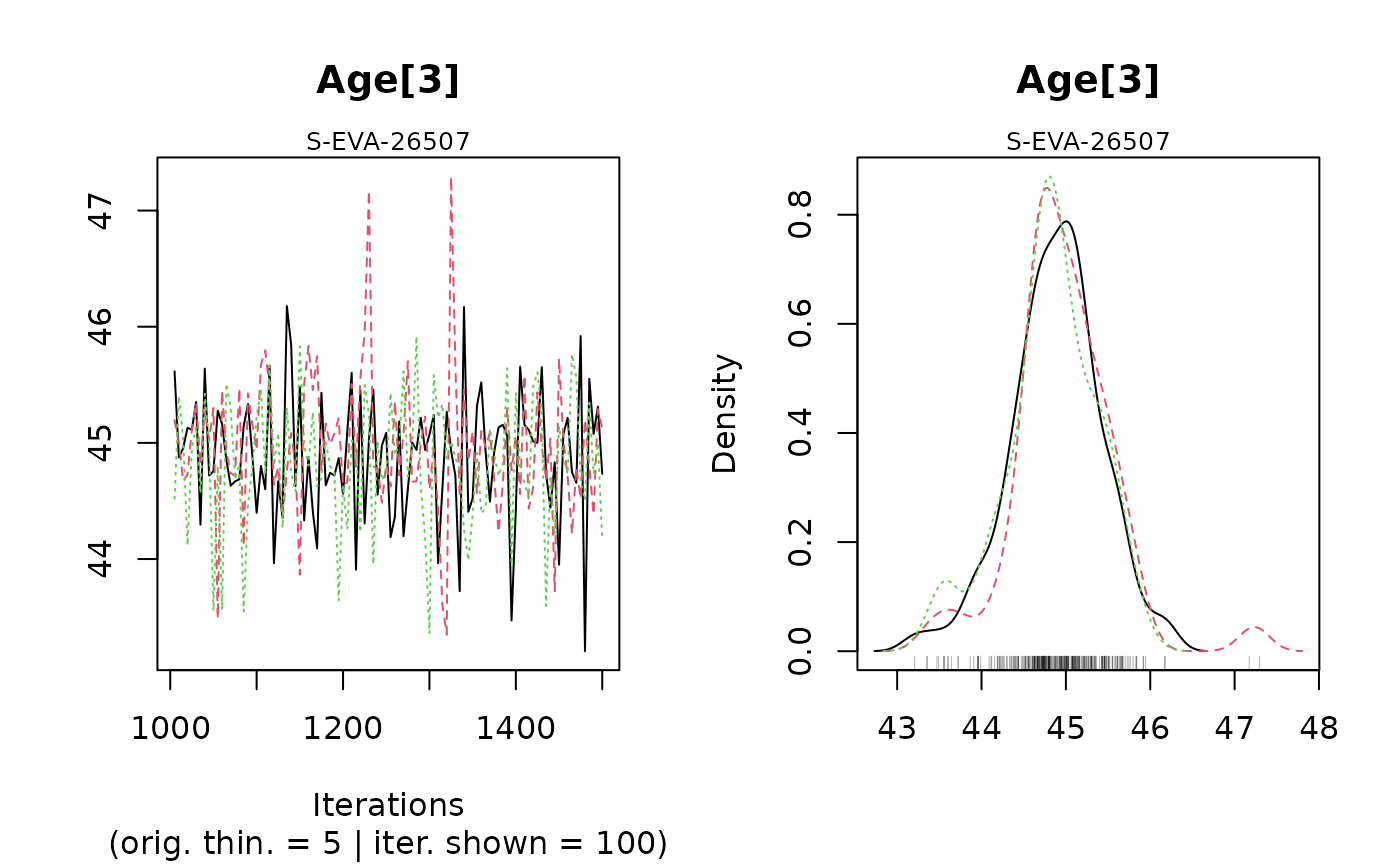 Age[3]
S-EVA-26507
47
46
45
44
1000 1200 1400
Iterations
(orig. thin. = 5 | iter. shown = 100)
Age[3]
S-EVA-26507
Density
0.8
0.6
0.4
0.2
0.0
43 44 45 46 47 48